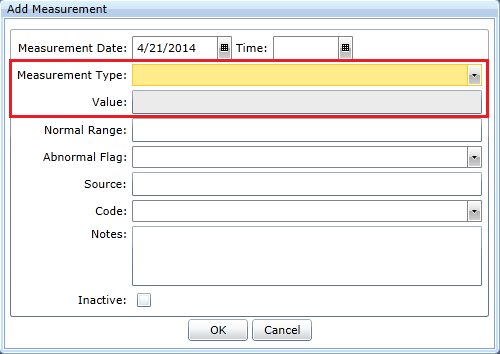 Add Measurement
Measurement Date: 4/21/2014 Time:
Measurement Type:
Value:
Normal Range:
Abnormal Flag:
Source:
Code:
Notes:
Inactive:
OK Cancel